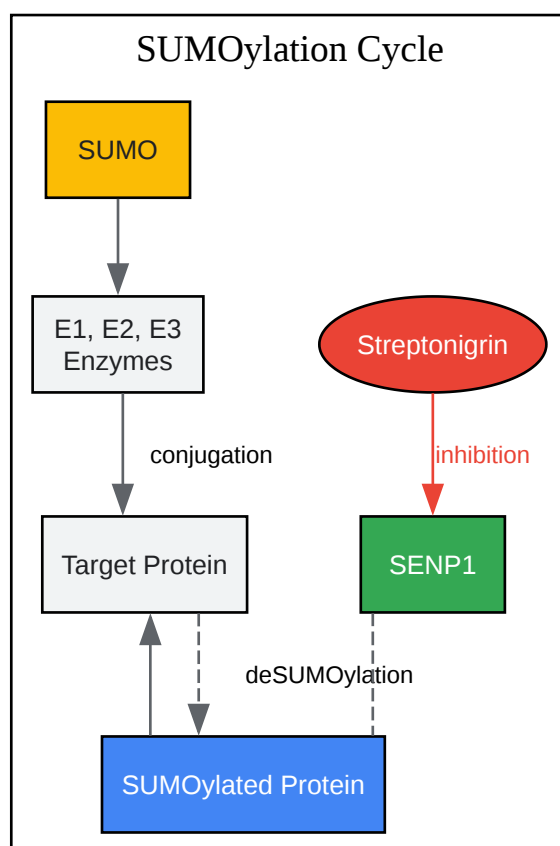 SUMOylation Cycle
SUMO
E1, E2, E3
Enzymes
Streptonigrin
conjugation
inhibition
Target Protein
SENP1
deSUMOylation
SUMOylated Protein